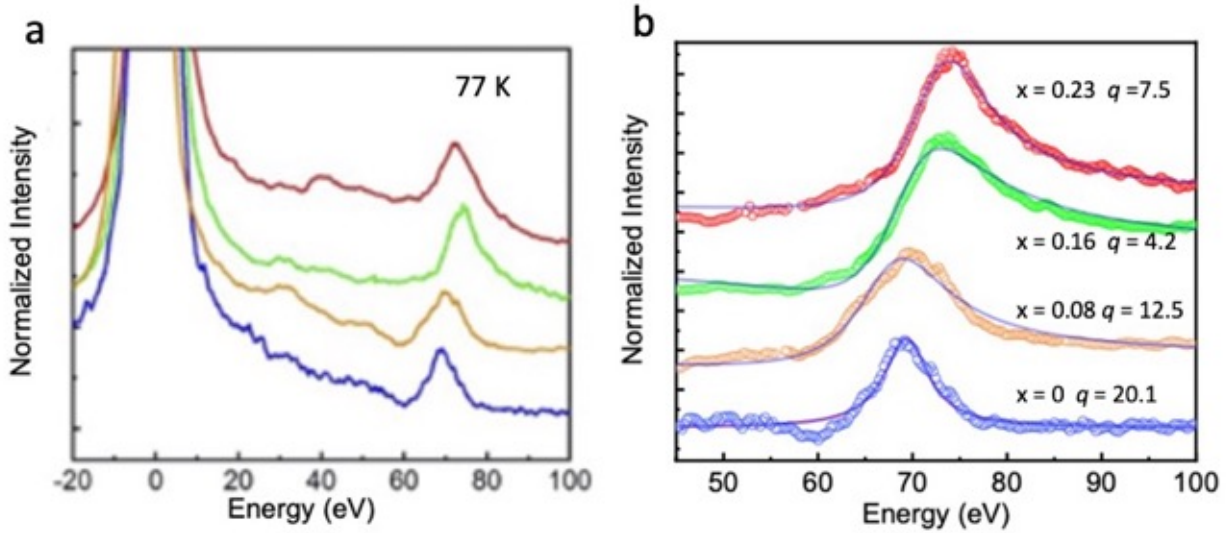 a
77 K
Normalized Intensity
-20 0 20 40 60 80 100
Energy (eV)
b
x = 0.23 q =7.5
x = 0.16 q = 4.2
x = 0.08 q = 12.5
x = 0 q = 20.1
Normalized Intensity
50 60 70 80 90 100
Energy (eV)